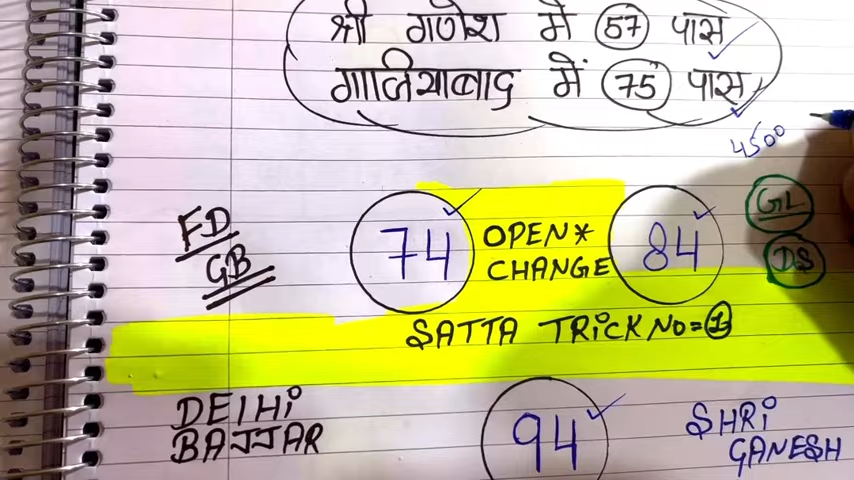 श्री गणेश में 57 पास
गाजियाबाद में 75 पास
4500
FD
GB
74
OPEN*
CHANGE
84
GL
DS
SATTA TRiCK NO=1
DElHi
BAJJAR
94
SHRi
GANESH